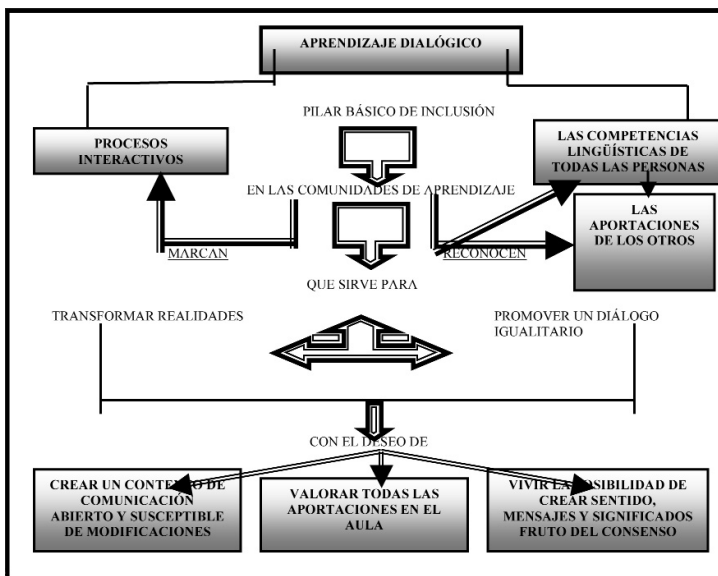 APRENDIZAJE DIALÓGICO
PILAR BÁSICO DE INCLUSIÓN
PROCESOS
INTERACTIVOS
LAS COMPETENCIAS
LINGÜÍSTICAS DE
TODAS LAS PERSONAS
EN LAS COMUNIDADES DE APRENDIZAJE
LAS
APORTACIONES
DE LOS OTROS
MARCAN
RECONOCEN
QUE SIRVE PARA
TRANSFORMAR REALIDADES
PROMOVER UN DIÁLOGO
IGUALITARIO
CON EL DESEO DE
CREAR UN CONTEXTO DE
COMUNICACIÓN
ABIERTO Y SUSCEPTIBLE
DE MODIFICACIONES
VALORAR TODAS LAS
APORTACIONES EN EL
AULA
VIVIR LA POSIBILIDAD DE
CREAR SENTIDO,
MENSAJES Y SIGNIFICADOS
FRUTO DEL CONSENSO